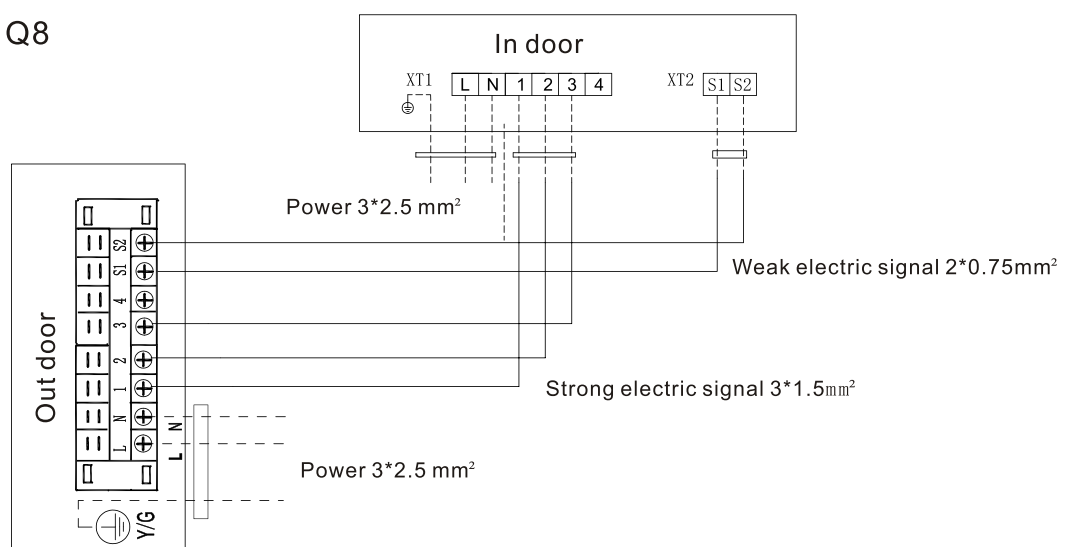 Q8
In door
XT1 L N 1 2 3 4 XT2 S1 S2
Power 3*2.5 mm²
Weak electric signal 2*0.75mm²
Strong electric signal 3*1.5mm²
Out door
S2
S1
4
3
2
1
N
L
N
L
Power 3*2.5 mm²
Y/G